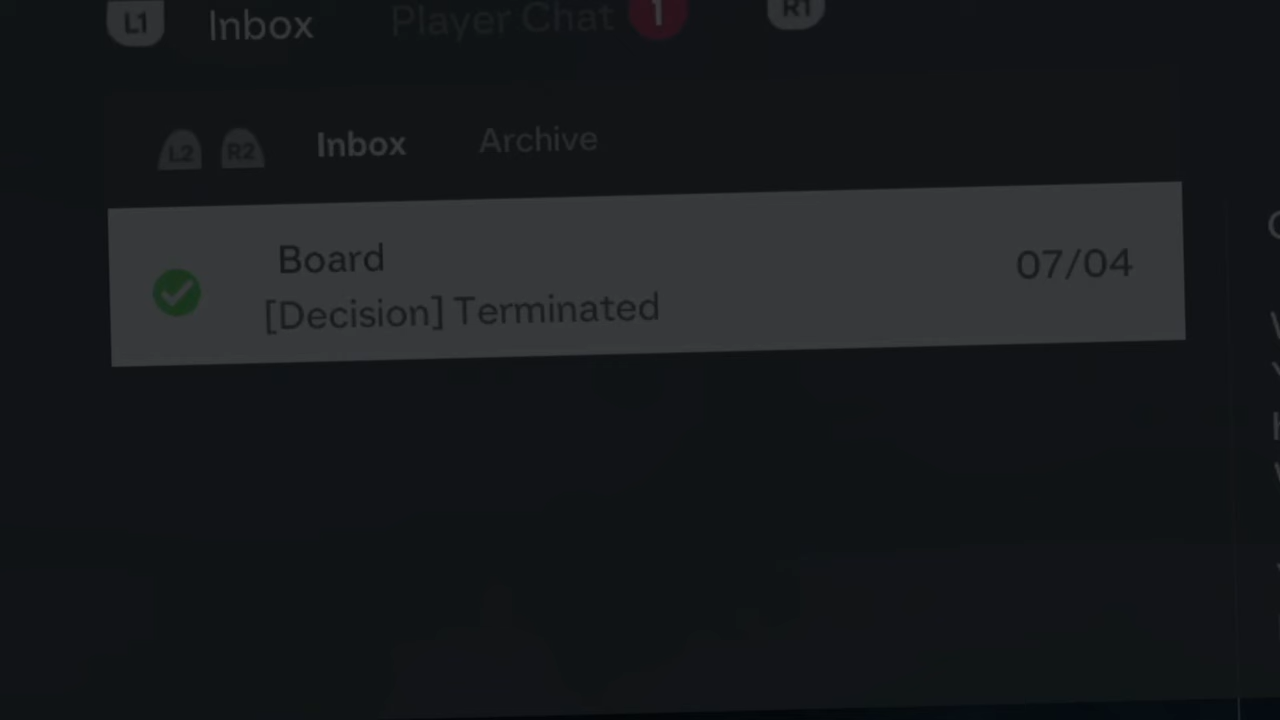 L1 Inbox Player Chat 1 R1
L2 R2 Inbox Archive
Board 07/04
[Decision] Terminated